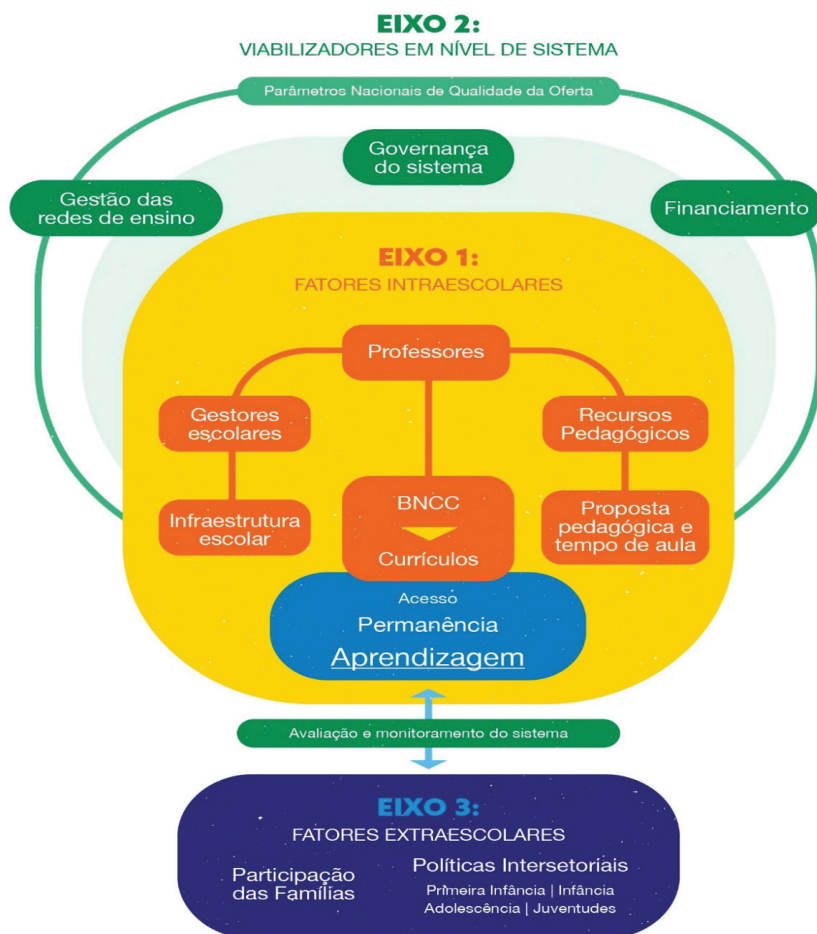 EIXO 2:
VIABILIZADORES EM NÍVEL DE SISTEMA
Parâmetros Nacionais de Qualidade da Oferta
Governança
do sistema
Gestão das
redes de ensino
Financiamento
EIXO 1:
FATORES INTRAESCOLARES
Professores
Gestores
escolares
Recursos
Pedagógicos
Infraestrutura
escolar
BNCC
Currículos
Proposta
pedagógica e
tempo de aula
Acesso
Permanência
Aprendizagem
Avaliação e monitoramento do sistema
EIXO 3:
FATORES EXTRAESCOLARES
Participação
das Famílias
Políticas Intersetoriais
Primeira Infância | Infância
Adolescência | Juventudes